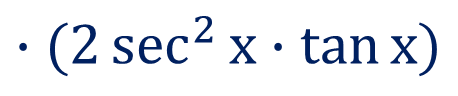 · (2 sec² x · tan x)